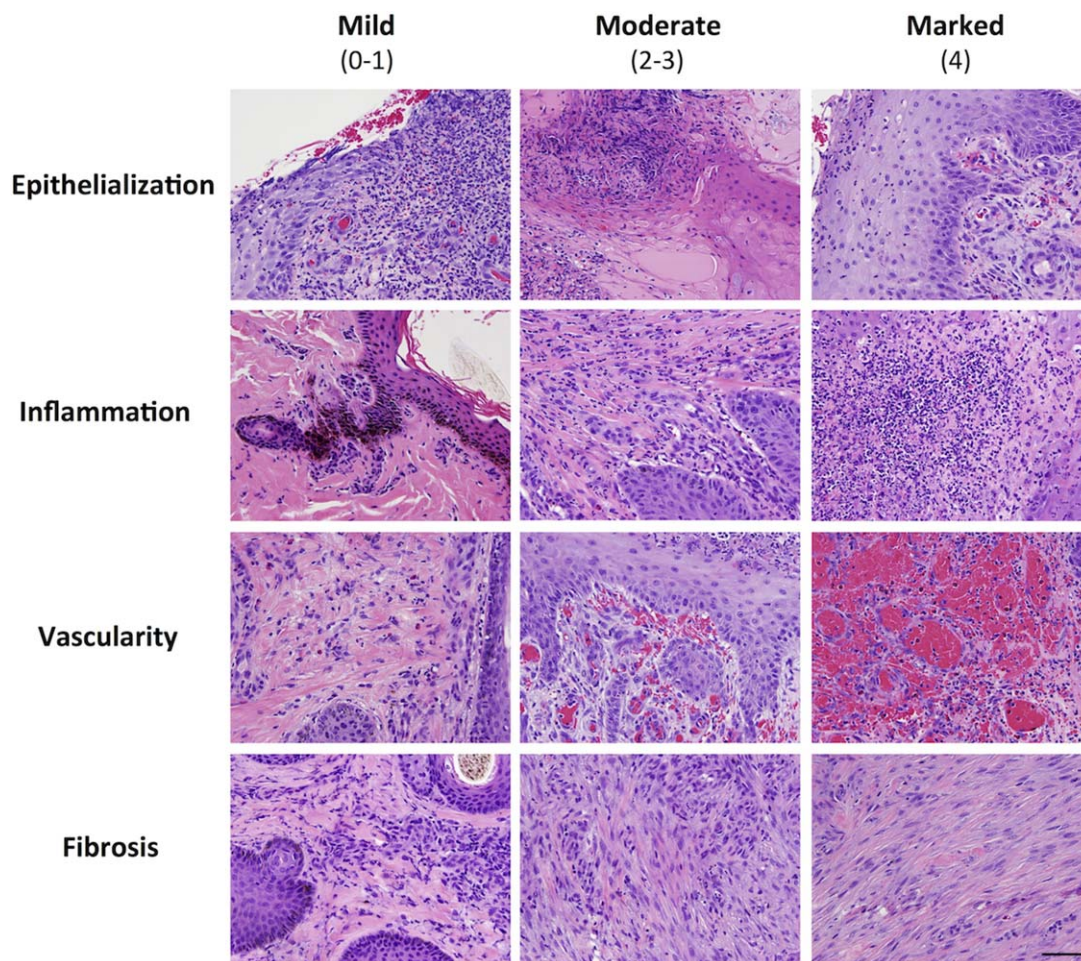 Mild
(0-1)
Moderate
(2-3)
Marked
(4)
Epithelialization
Inflammation
Vascularity
Fibrosis